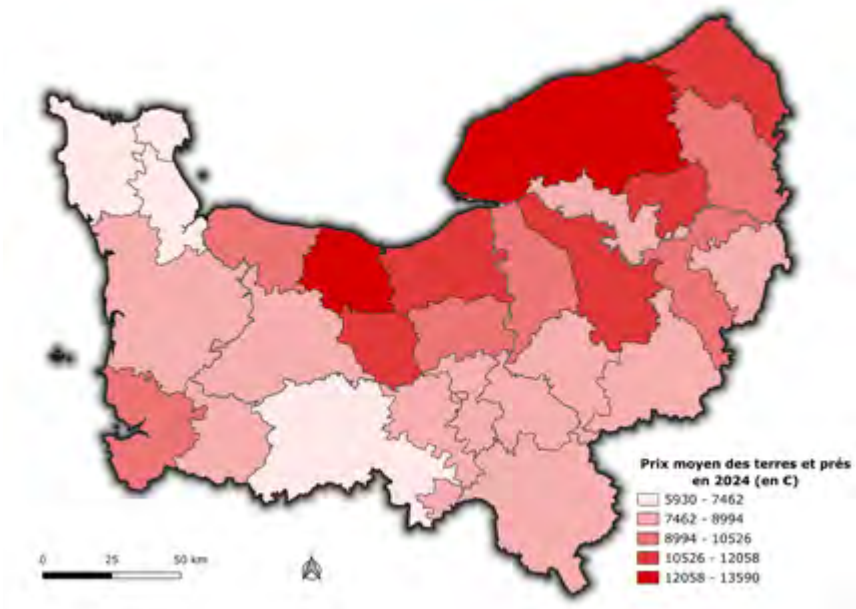 Prix moyen des terres et prés
en 2024 (en €)
5930 - 7462
7462 - 8994
8994 - 10526
10526 - 12058
12058 - 13590
0 25 50 km